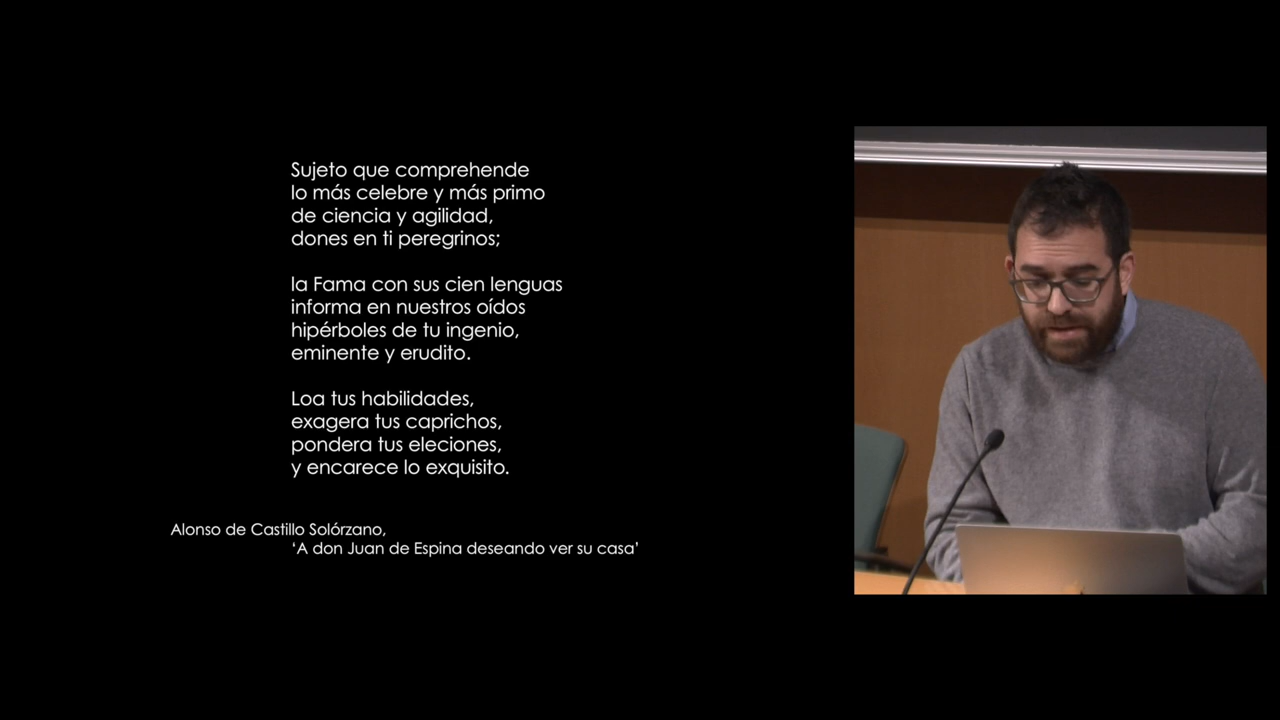 Sujeto que comprehende
lo más celebre y más primo
de ciencia y agilidad,
dones en ti peregrinos;
la Fama con sus cien lenguas
informa en nuestros oídos
hipérboles de tu ingenio,
eminente y erudito.
Loa tus habilidades,
exagera tus caprichos,
pondera tus eleciones,
y encarece lo exquisito.
Alonso de Castillo Solórzano,
‘A don Juan de Espina deseando ver su casa’